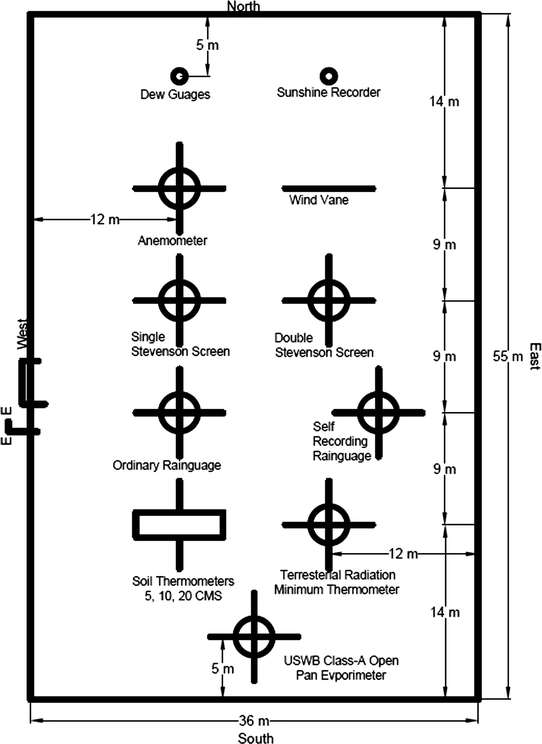 North
5 m
Dew Guages
Sunshine Recorder
14 m
Wind Vane
12 m
Anemometer
9 m
Single
Stevenson Screen
Double
Stevenson Screen
West
9 m
55 m
East
E E
Ordinary Rainguage
Self
Recording
Rainguage
9 m
12 m
Soil Thermometers
5, 10, 20 CMS
Terresterial Radiation
Minimum Thermometer
14 m
5 m
USWB Class-A Open
Pan Evporimeter
36 m
South